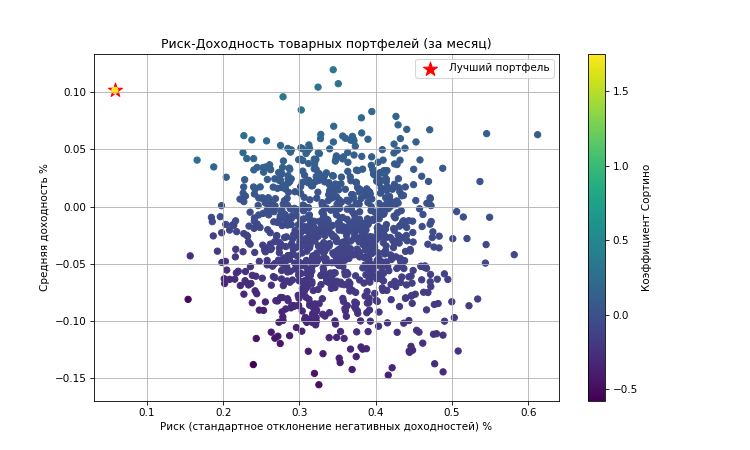 Риск-Доходность товарных портфелей (за месяц)
Лучший портфель
0.10
0.05
0.00
−0.05
−0.10
−0.15
Средняя доходность %
0.1 0.2 0.3 0.4 0.5 0.6
Риск (стандартное отклонение негативных доходностей) %
1.5
1.0
0.5
0.0
−0.5
Коэффициент Сортино